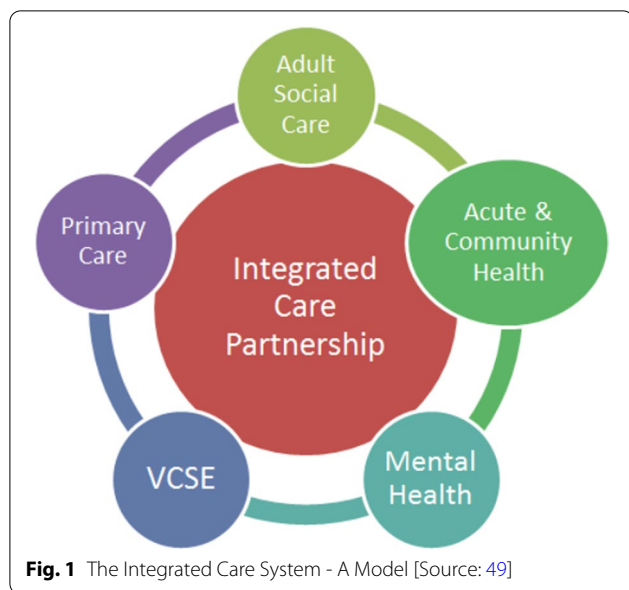 Adult
Social
Care
Acute &
Community
Health
Primary
Care
Integrated
Care
Partnership
VCSE
Mental
Health
Fig. 1 The Integrated Care System - A Model [Source: 49]